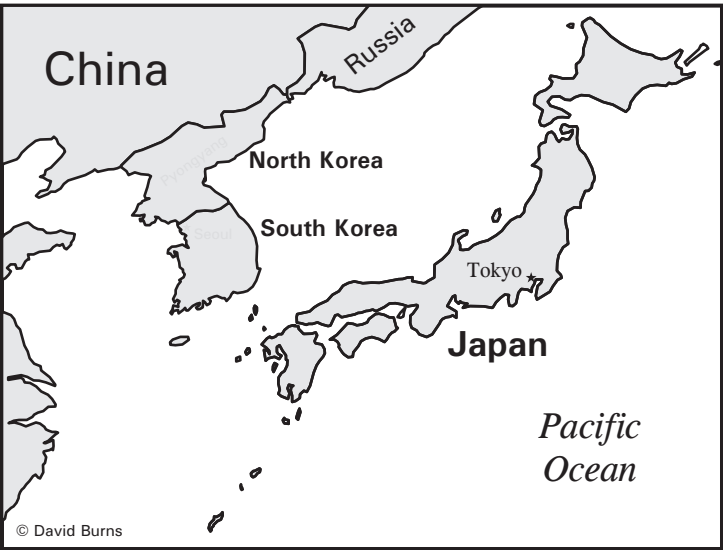 China
Russia
Pyongyang
North Korea
South Korea
Seoul
Tokyo
Japan
Pacific
Ocean
© David Burns